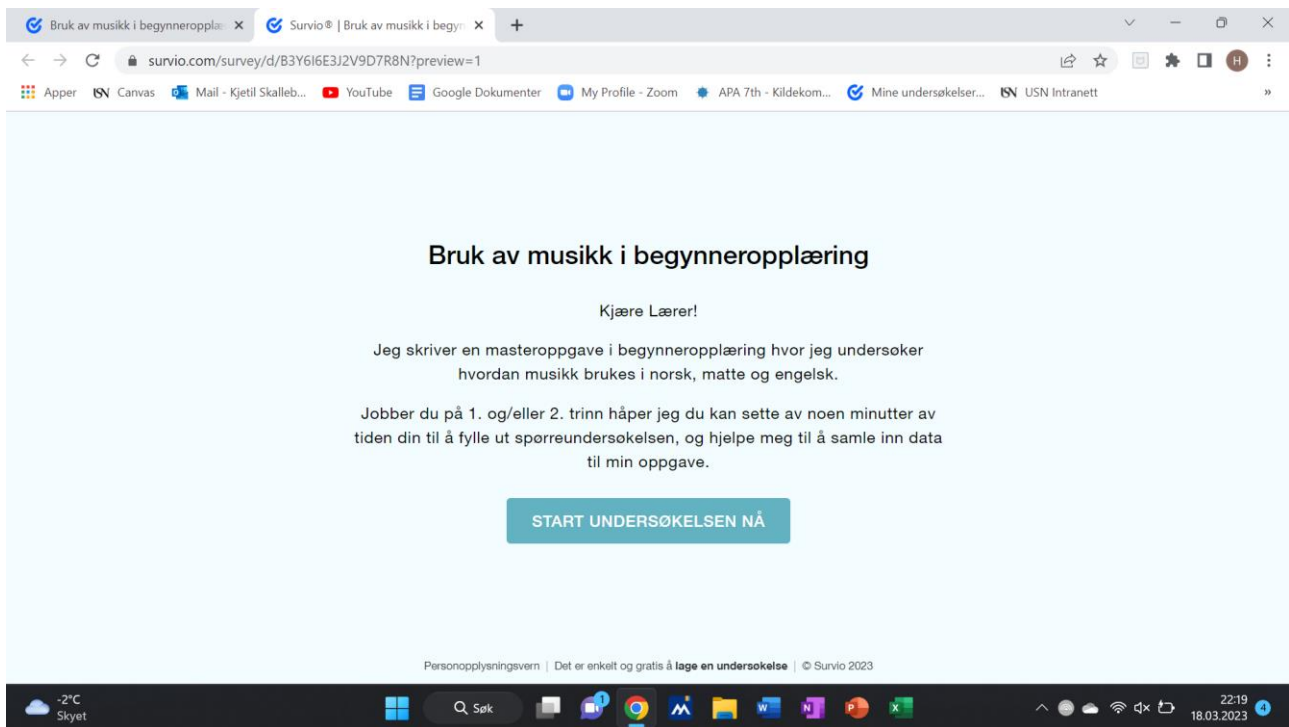 Bruk av musikk i begynneropplæ
Survio® | Bruk av musikk i begyn
survio.com/survey/d/B3Y6I6E3J2V9D7R8N?preview=1
H
Apper USN Canvas Mail - Kjetil Skalleb... YouTube Google Dokumenter My Profile - Zoom APA 7th - Kildekom... Mine undersøkelser... USN USN Intranett »
Bruk av musikk i begynneropplæring
Kjære Lærer!
Jeg skriver en masteroppgave i begynneropplæring hvor jeg undersøker
hvordan musikk brukes i norsk, matte og engelsk.
Jobber du på 1. og/eller 2. trinn håper jeg du kan sette av noen minutter av
tiden din til å fylle ut spørreundersøkelsen, og hjelpe meg til å samle inn data
til min oppgave.
START UNDERSØKELSEN NÅ
Personopplysningsvern | Det er enkelt og gratis å lage en undersøkelse | © Survio 2023
-2°C
Skyet
Søk
1
W
N
P
X
22:19
18.03.2023
4